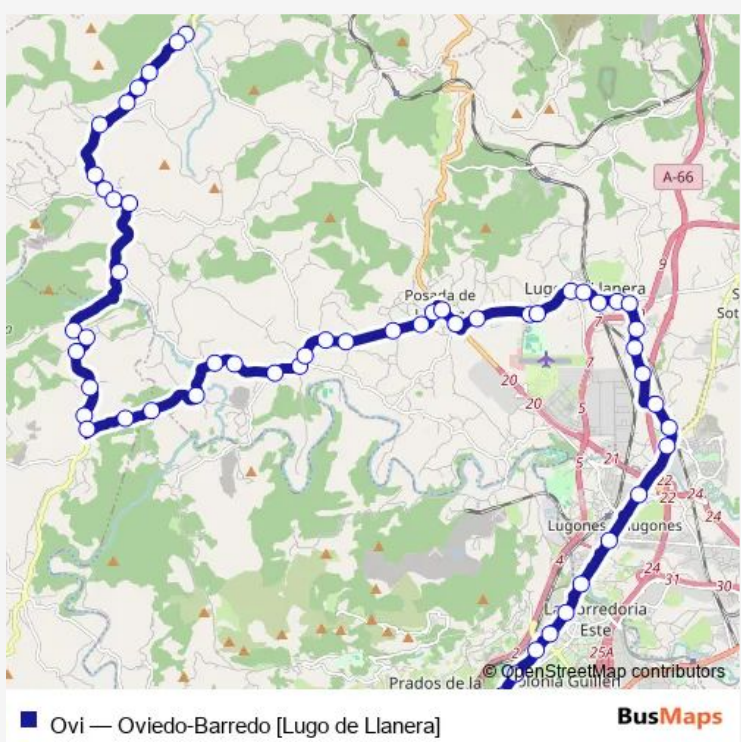 A-66
9
Posada de
Lugo Llanera
7
7
20
20
5
5
21
22
22
24
24
Lugones
Lugones
4
24
31
30
La Corredoria
Este
25A
2
© OpenStreetMap contributors
Prados de la
Colonia Guillén
Ovi — Oviedo-Barredo [Lugo de Llanera]
BusMaps